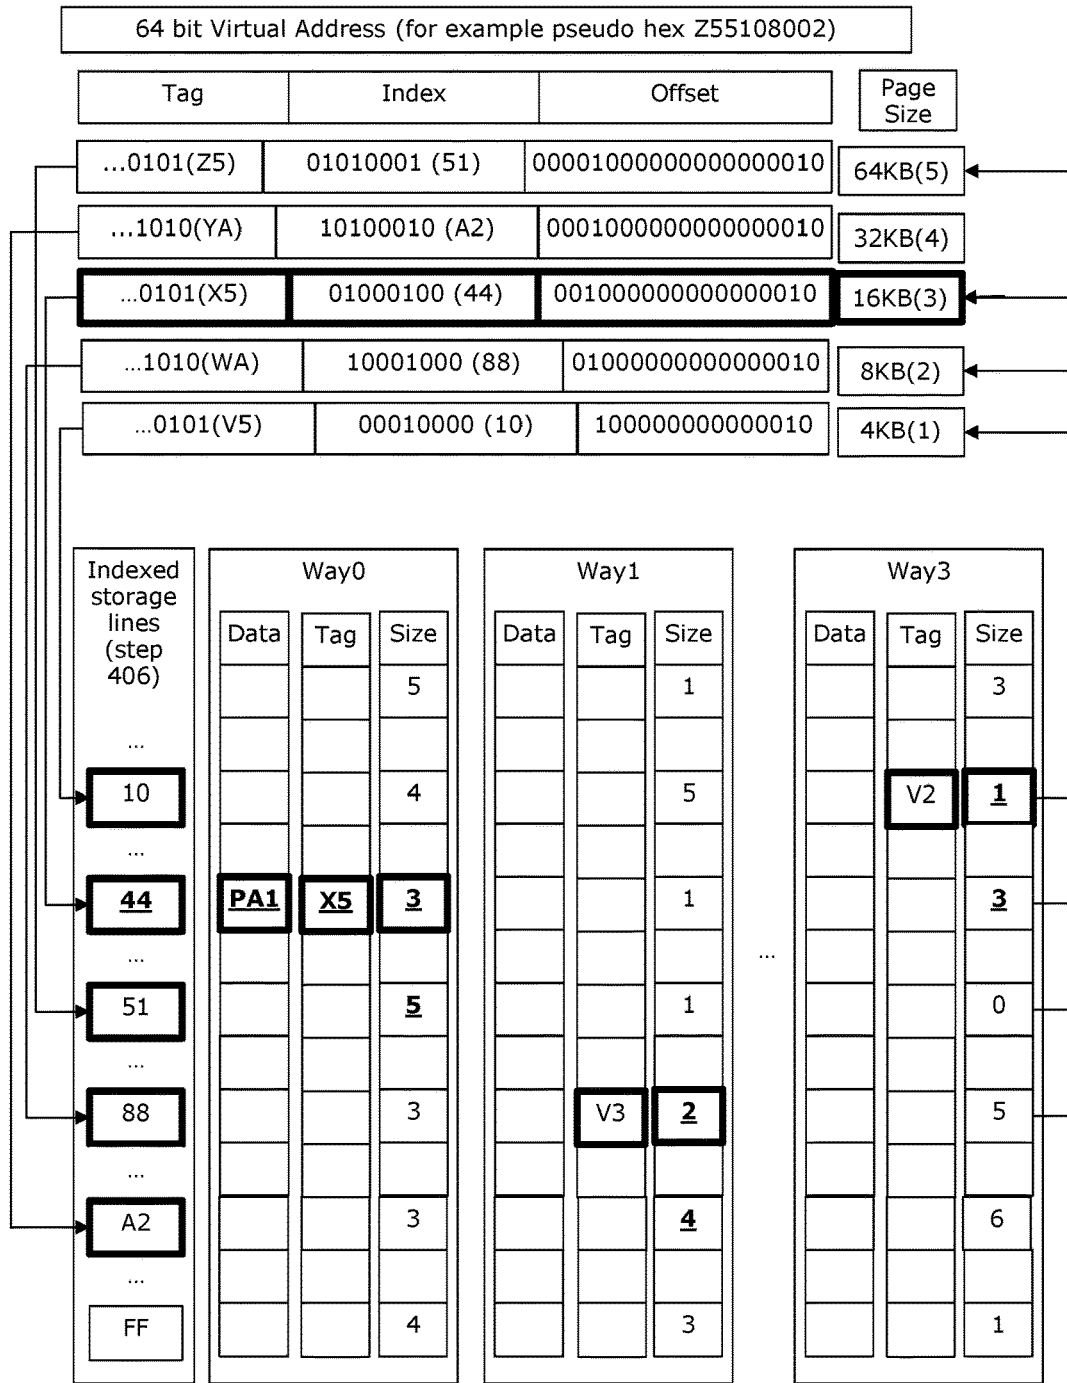 64 bit Virtual Address (for example pseudo hex Z55108002)
Tag Index Offset Page
Size
...0101(Z5) 01010001 (51) 00001000000000000010 64KB(5)
...1010(YA) 10100010 (A2) 0001000000000000010 32KB(4)
...0101(X5) 01000100 (44) 001000000000000010 16KB(3)
...1010(WA) 10001000 (88) 01000000000000010 8KB(2)
...0101(V5) 00010000 (10) 100000000000010 4KB(1)
Indexed
storage
lines
(step
406)
Way0 Way1 Way3
Data Tag Size Data Tag Size Data Tag Size
5 1 3
...
10 4 5 V2 1
...
44 PA1 X5 3 1 3
...
...
51 5 1 0
...
88 3 V3 2 5
...
A2 3 4 6
...
FF 4 3 1